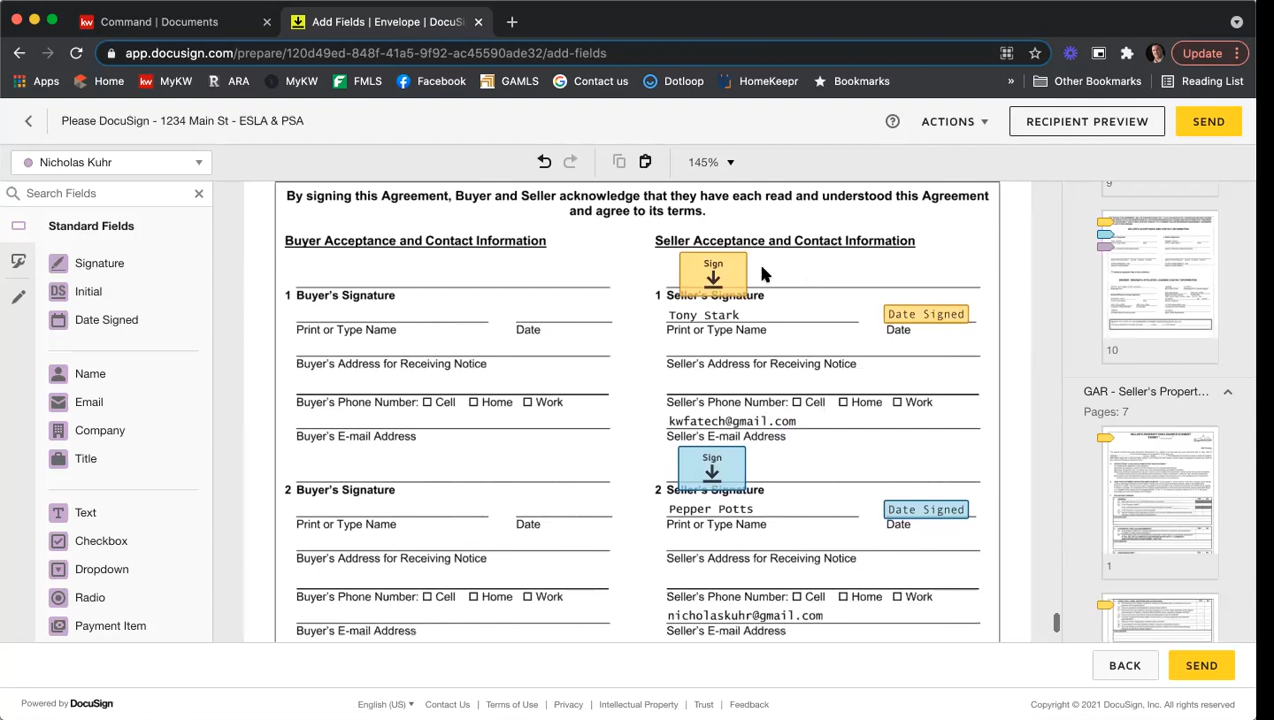 Command | Documents
Add Fields | Envelope | DocuSi
app.docusign.com/prepare/120d49ed-848f-41a5-9f92-ac45590ade32/add-fields
Update
Apps
Home
MyKW
ARA
MyKW
FMLS
Facebook
GAMLS
Contact us
Dotloop
HomeKeepr
Bookmarks
»
Other Bookmarks
Reading List
Please DocuSign - 1234 Main St - ESLA & PSA
ACTIONS
RECIPIENT PREVIEW
SEND
Nicholas Kuhr
145%
Search Fields
Standard Fields
Signature
DS Initial
Date Signed
Name
Email
Company
Title
T Text
Checkbox
Dropdown
Radio
Payment Item
By signing this Agreement, Buyer and Seller acknowledge that they have each read and understood this Agreement
and agree to its terms.
Buyer Acceptance and Contact Information
1 Buyer's Signature
Print or Type Name Date
Buyer's Address for Receiving Notice
Buyer's Phone Number: Cell Home Work
Buyer's E-mail Address
2 Buyer's Signature
Print or Type Name Date
Buyer's Address for Receiving Notice
Buyer's Phone Number: Cell Home Work
Buyer's E-mail Address
Seller Acceptance and Contact Information
Sign
1 Seller's Signature
Tony Stark Date Signed
Print or Type Name Date
Seller's Address for Receiving Notice
Seller's Phone Number: Cell Home Work
kwfatech@gmail.com
Seller's E-mail Address
Sign
2 Seller's Signature
Pepper Potts Date Signed
Print or Type Name Date
Seller's Address for Receiving Notice
Seller's Phone Number: Cell Home Work
nicholaskuhr@gmail.com
Seller's E-mail Address
9
10
GAR - Seller's Propert...
Pages: 7
1
BACK
SEND
Powered by DocuSign
English (US)
Contact Us
Terms of Use
Privacy
Intellectual Property
Trust
Feedback
Copyright © 2021 DocuSign, Inc. All rights reserved